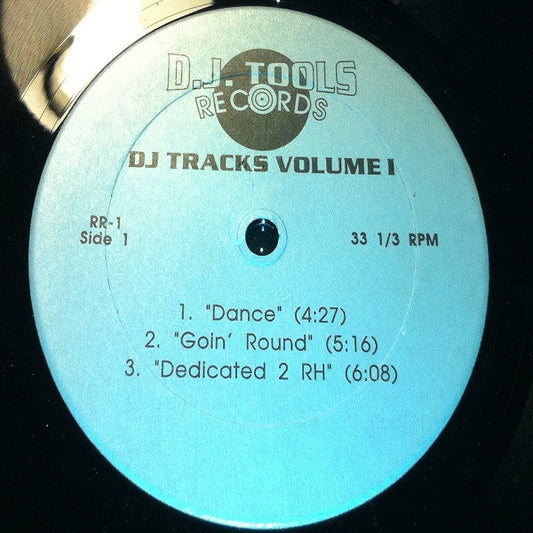 D.J. TOOLS
RECORDS
DJ TRACKS VOLUME I
RR-1
Side 1
33 1/3 RPM
1. "Dance" (4:27)
2. "Goin' Round" (5:16)
3. "Dedicated 2 RH" (6:08)